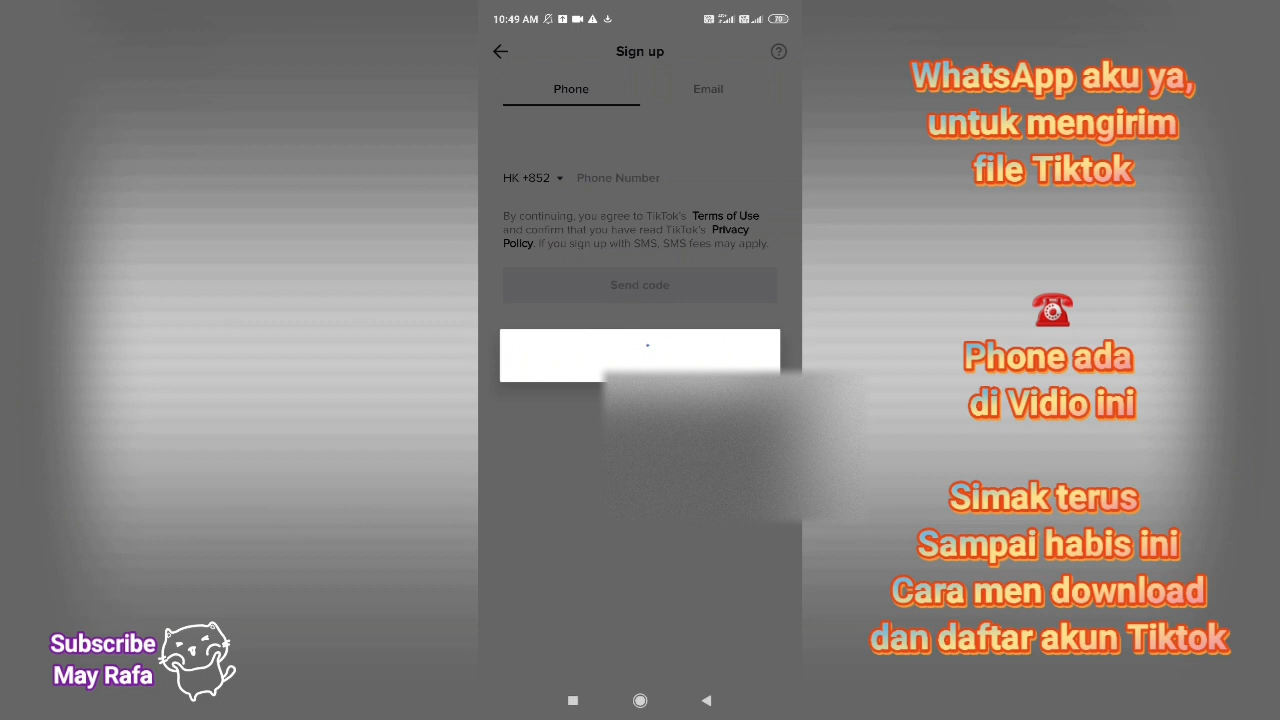 10:49 AM
70
Sign up
Phone
Email
HK +852
Phone Number
By continuing, you agree to TikTok's Terms of Use
and confirm that you have read TikTok's Privacy
Policy. If you sign up with SMS, SMS fees may apply.
Send code
WhatsApp aku ya,
untuk mengirim
file Tiktok
Phone ada
di Vidio ini
Simak terus
Sampai habis ini
Cara men download
dan daftar akun Tiktok
Subscribe
May Rafa